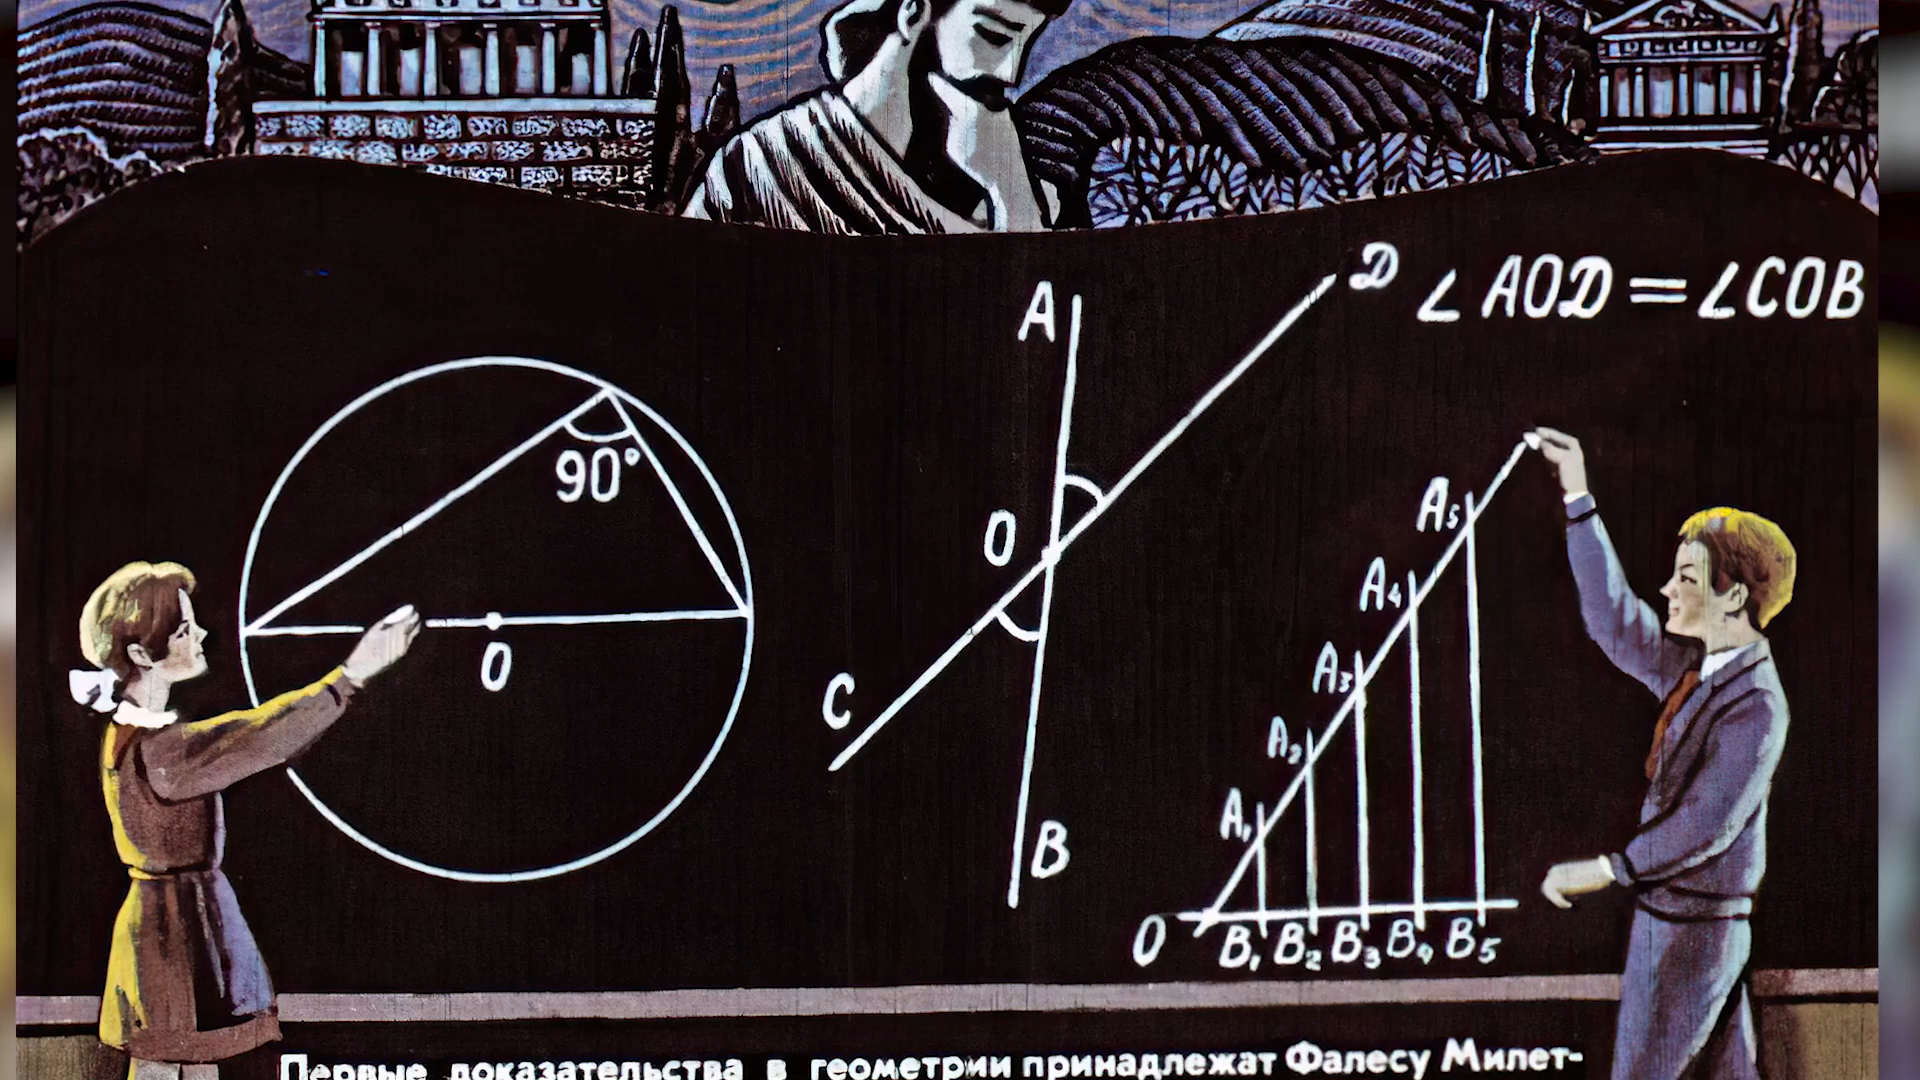 ∠AOD = ∠COB
A
D
O
C
B
90°
O
A₅
A₄
A₃
A₂
A₁
O B₁ B₂ B₃ B₄ B₅
Первые доказательства в геометрии принадлежат Фалесу Милет-